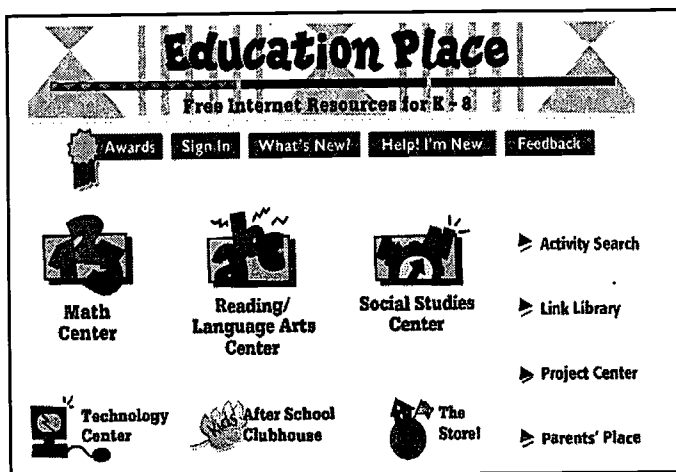 Education Place
Free Internet Resources for K - 8
Awards
Sign In
What's New?
Help! I'm New
Feedback
Math
Center
Reading/
Language Arts
Center
Social Studies
Center
Activity Search
Link Library
Project Center
Parents' Place
Technology
Center
Kids'
After School
Clubhouse
The
Store!